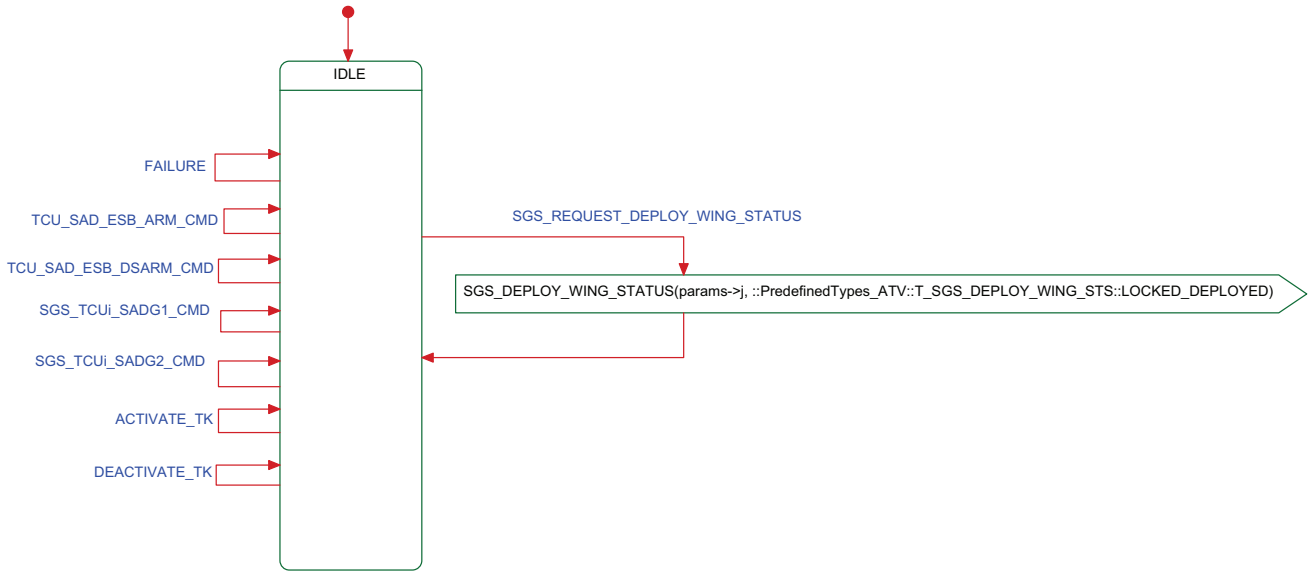 IDLE
FAILURE
TCU_SAD_ESB_ARM_CMD
SGS_REQUEST_DEPLOY_WING_STATUS
TCU_SAD_ESB_DSARM_CMD
SGS_DEPLOY_WING_STATUS(params->j, ::PredefinedTypes_ATV::T_SGS_DEPLOY_WING_STS::LOCKED_DEPLOYED)
SGS_TCUi_SADG1_CMD
SGS_TCUi_SADG2_CMD
ACTIVATE_TK
DEACTIVATE_TK